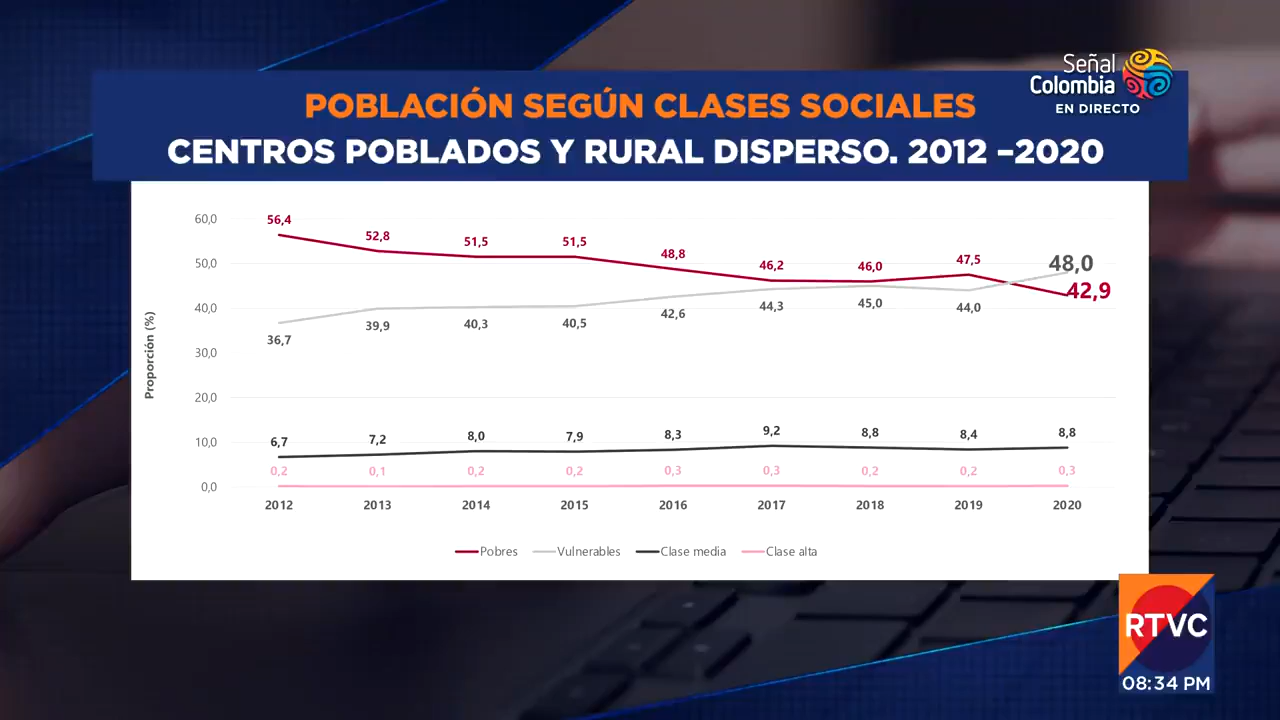 Señal
Colombia
EN DIRECTO
POBLACIÓN SEGÚN CLASES SOCIALES
CENTROS POBLADOS Y RURAL DISPERSO. 2012 –2020
Proporción (%)
60,0
50,0
40,0
30,0
20,0
10,0
0,0
56,4 52,8 51,5 51,5 48,8 46,2 46,0 47,5 42,9
36,7 39,9 40,3 40,5 42,6 44,3 45,0 44,0 48,0
6,7 7,2 8,0 7,9 8,3 9,2 8,8 8,4 8,8
0,2 0,1 0,2 0,2 0,3 0,3 0,2 0,2 0,3
2012 2013 2014 2015 2016 2017 2018 2019 2020
Pobres Vulnerables Clase media Clase alta
RTVC
08:34 PM